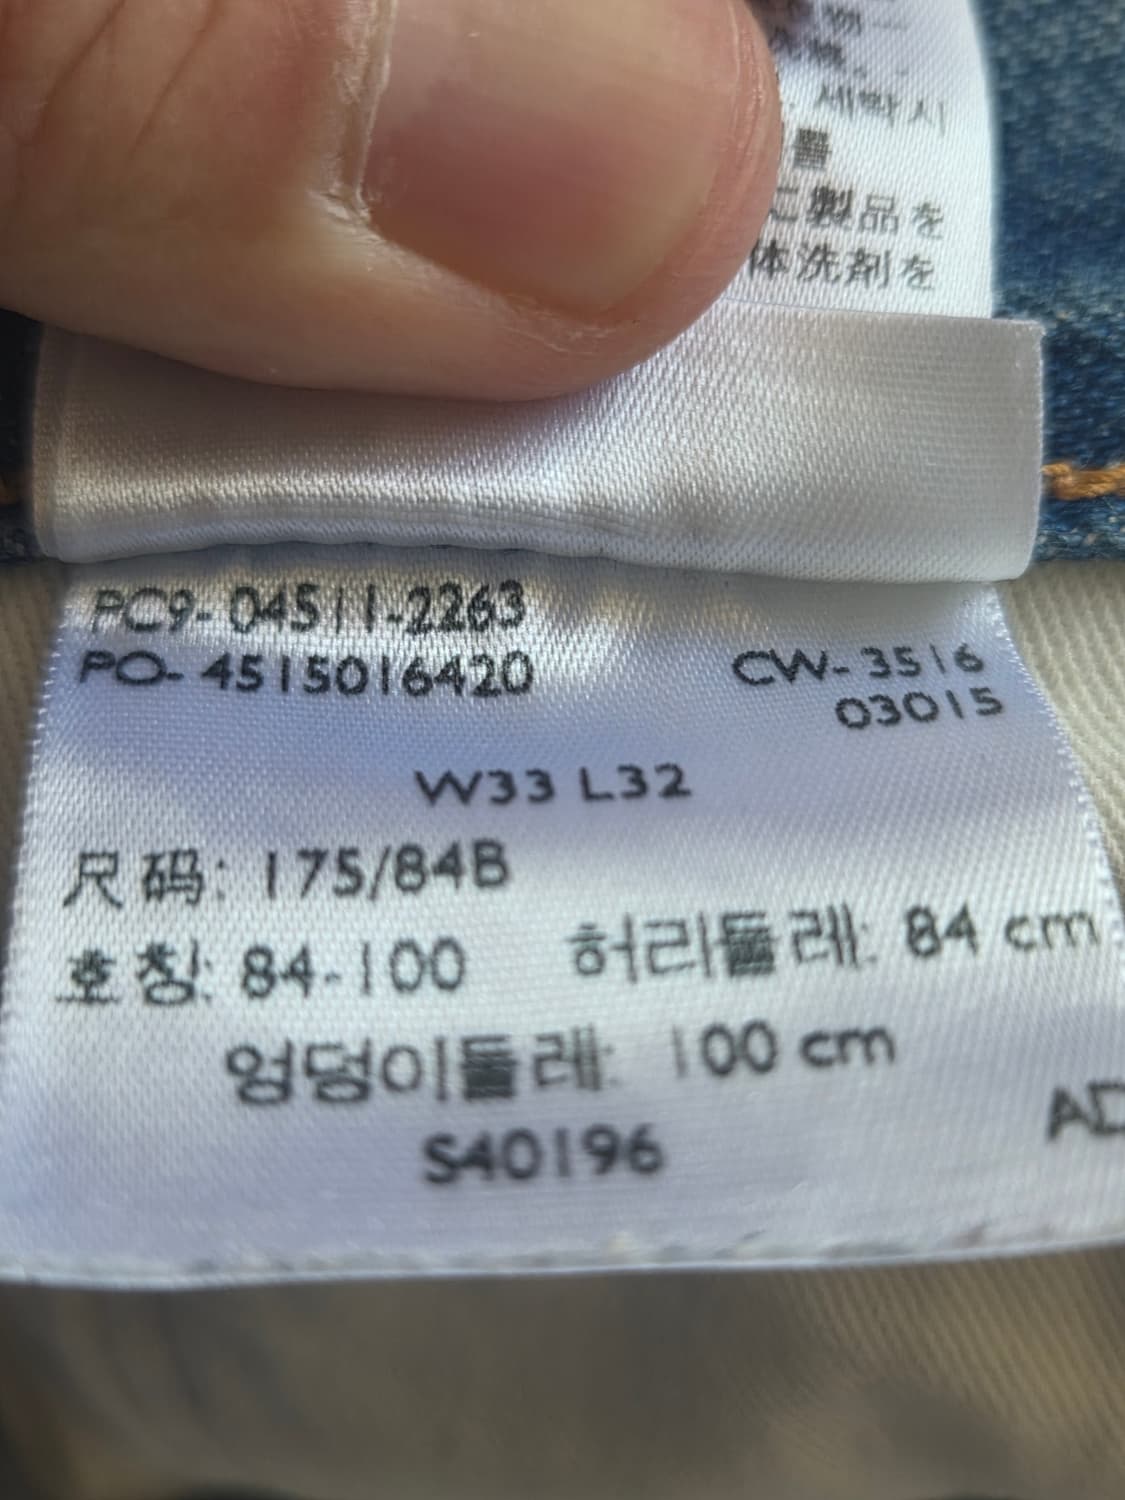 세탁시
를
に製品を
体洗剤を
PC9-04511-2263
PO-4515016420
CW-3516
03015
W33 L32
尺码: 175/84B
호칭: 84-100 허리둘레: 84 cm
엉덩이둘레: 100 cm
S40196
AD